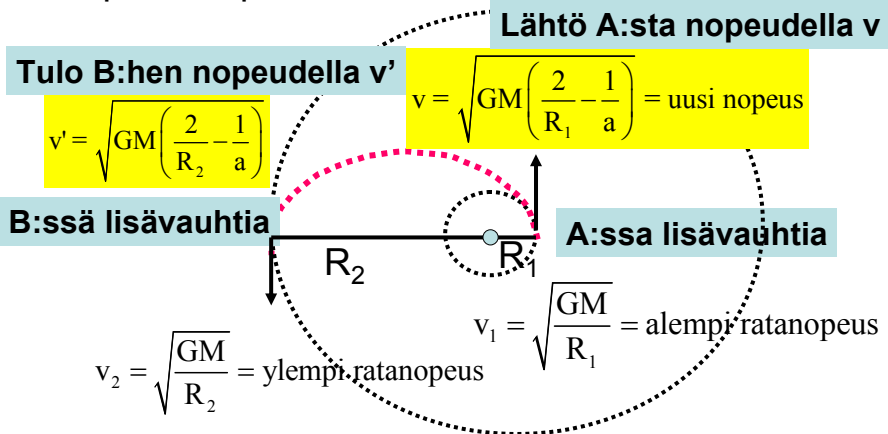 Lähtö A:sta nopeudella v
Tulo B:hen nopeudella v'
v = √(GM(2/R₁ − 1/a)) = uusi nopeus
v' = √(GM(2/R₂ − 1/a))
B:ssä lisävauhtia
A:ssa lisävauhtia
R₂
R₁
v₁ = √(GM/R₁) = alempi ratanopeus
v₂ = √(GM/R₂) = ylempi ratanopeus